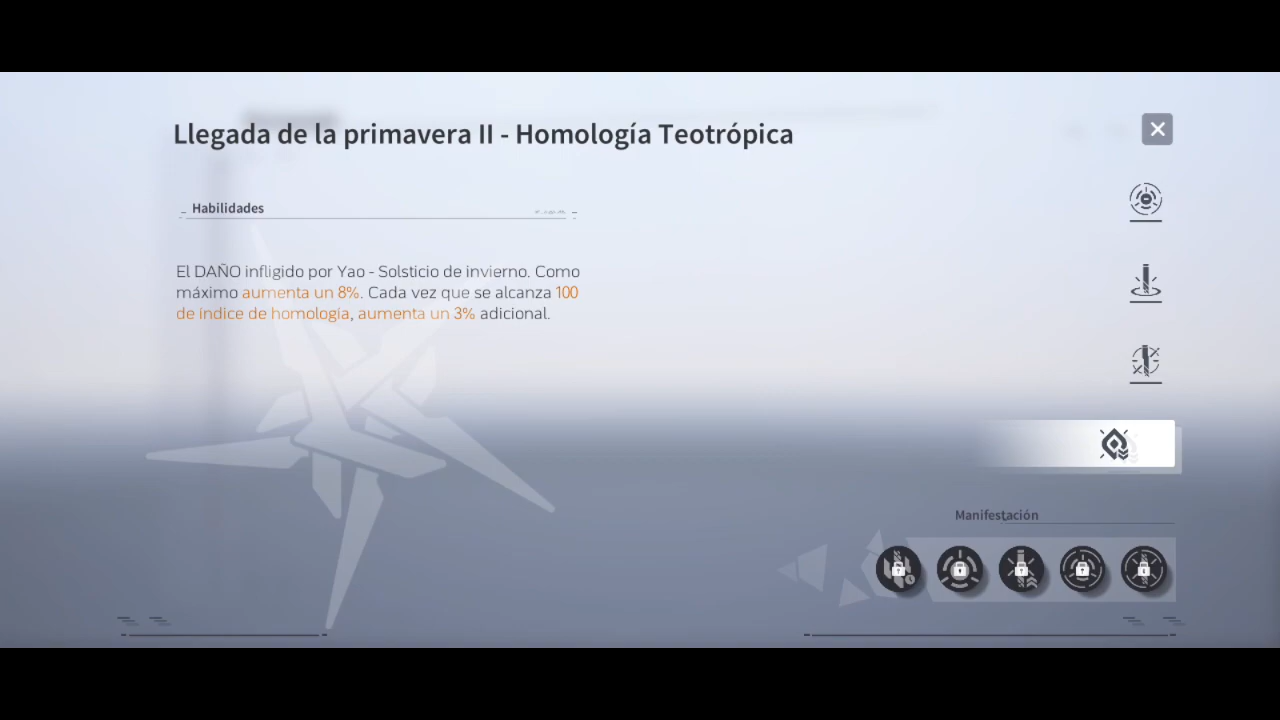 Llegada de la primavera II - Homología Teotrópica
Habilidades
El DAÑO infligido por Yao - Solsticio de invierno. Como
máximo aumenta un 8%. Cada vez que se alcanza 100
de índice de homología, aumenta un 3% adicional.
Manifestación